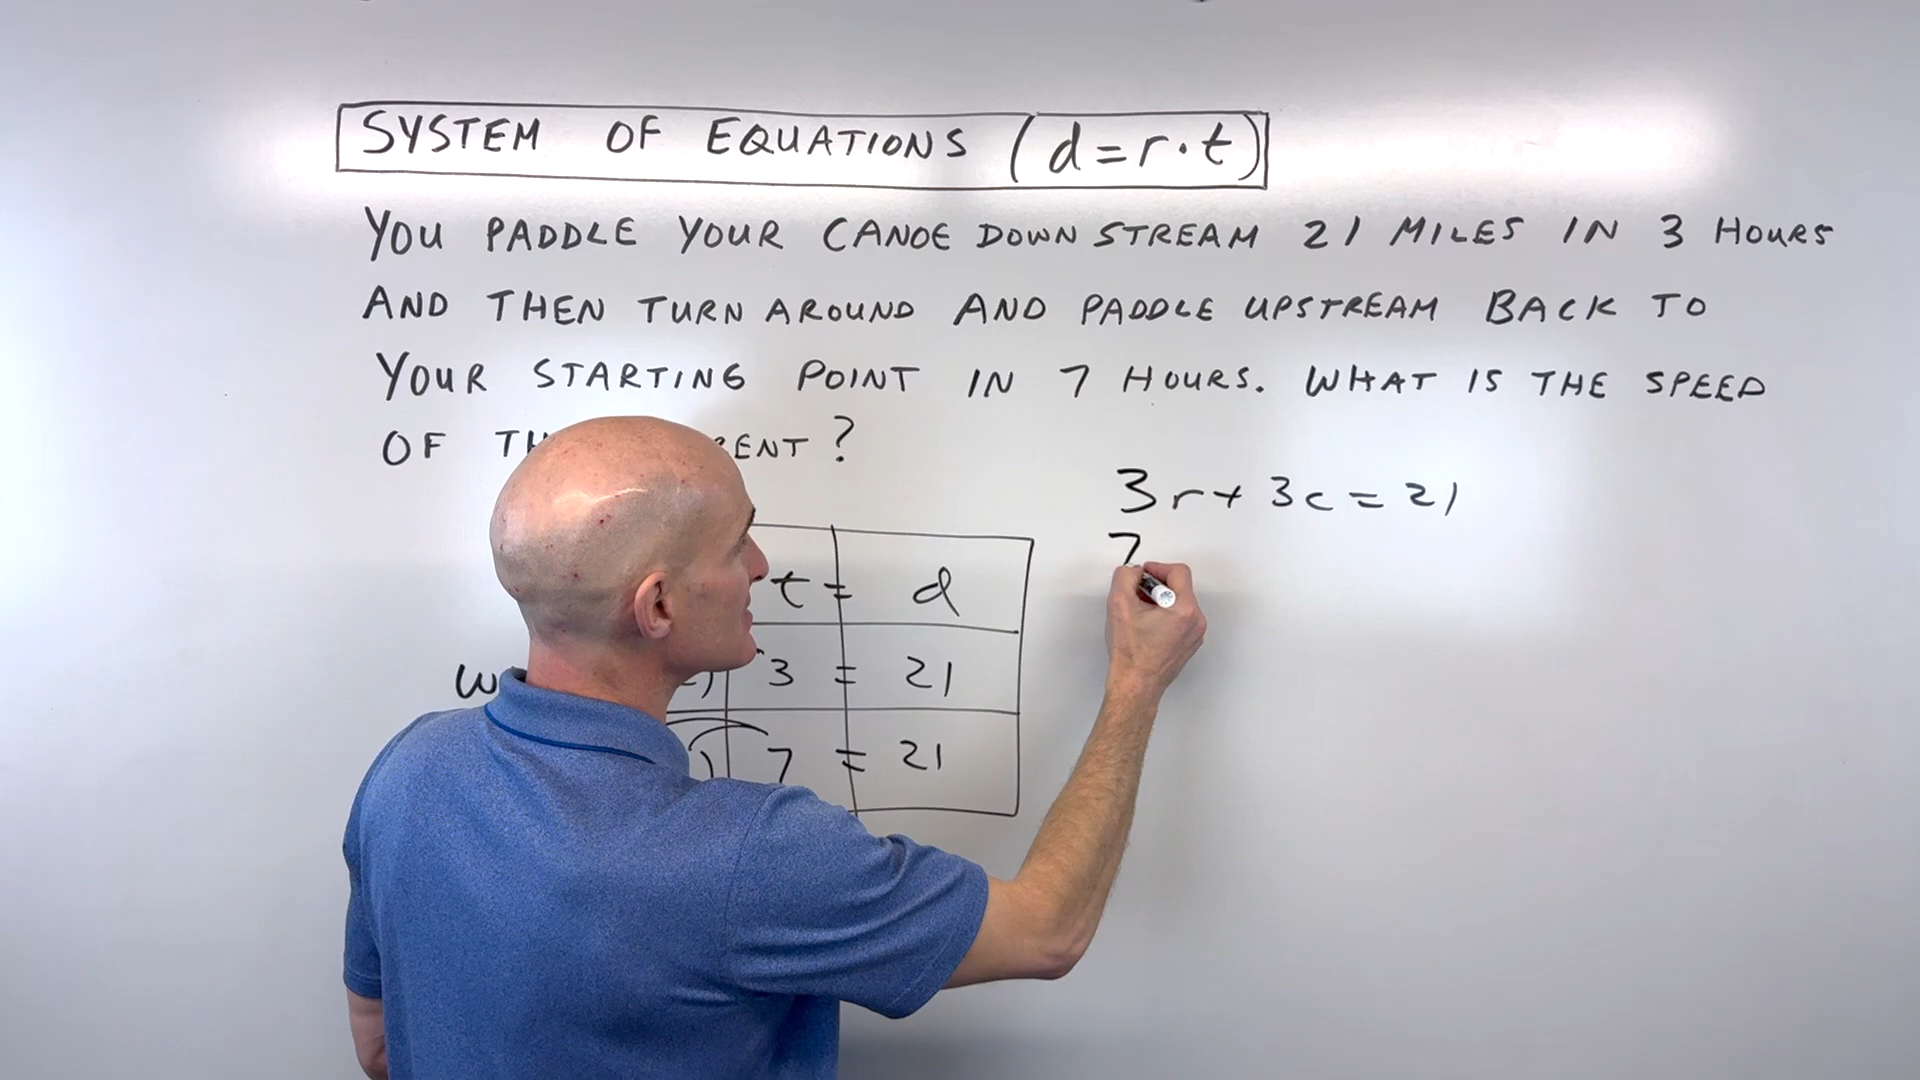 SYSTEM OF EQUATIONS (d=r·t)
YOU PADDLE YOUR CANOE DOWNSTREAM 21 MILES IN 3 HOURS
AND THEN TURN AROUND AND PADDLE UPSTREAM BACK TO
YOUR STARTING POINT IN 7 HOURS. WHAT IS THE SPEED
OF ?
3r+3c=21
7
t = d
W 3 = 21
7 = 21